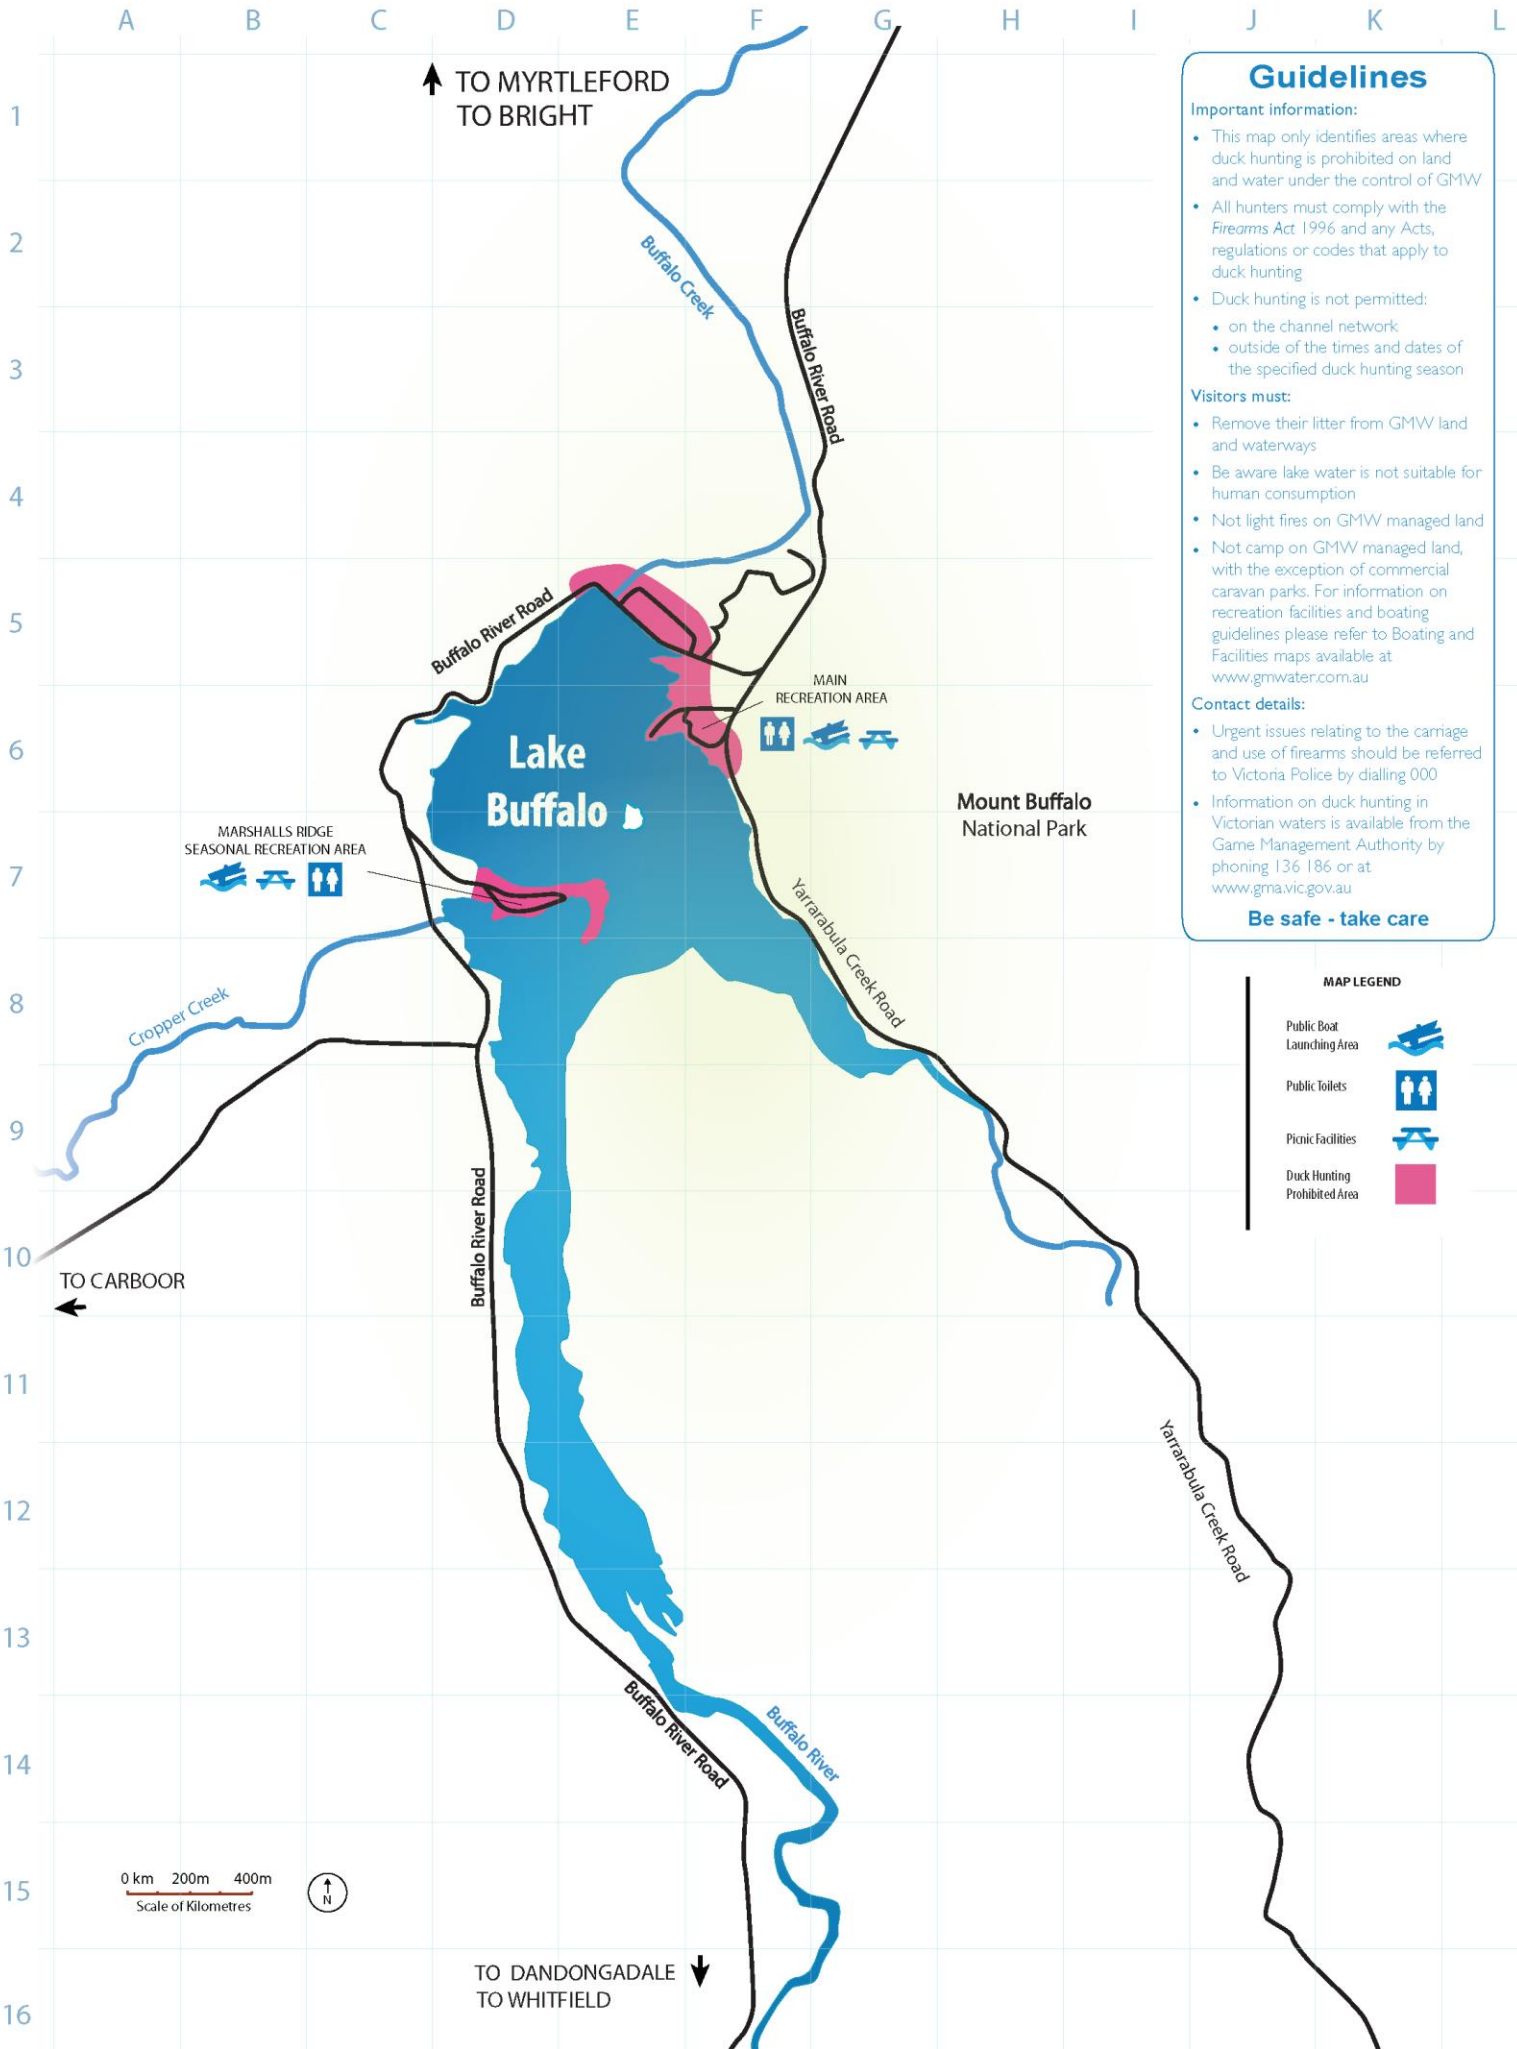 A B C D E F G H I J K L
1
2
3
4
5
6
7
8
9
10
11
12
13
14
15
16
TO MYRTLEFORD
TO BRIGHT
Buffalo Creek
Buffalo River Road
Buffalo River Road
MAIN
RECREATION AREA
Lake
Buffalo
Mount Buffalo
National Park
MARSHALLS RIDGE
SEASONAL RECREATION AREA
Yarrarabula Creek Road
Cropper Creek
Buffalo River Road
TO CARBOOR
Yarrarabula Creek Road
Buffalo River Road
Buffalo River
0 km 200m 400m
Scale of Kilometres
N
TO DANDONGADALE
TO WHITFIELD
Guidelines
Important information:
• This map only identifies areas where
duck hunting is prohibited on land
and water under the control of GMW
• All hunters must comply with the
Firearms Act 1996 and any Acts,
regulations or codes that apply to
duck hunting
• Duck hunting is not permitted:
• on the channel network
• outside of the times and dates of
the specified duck hunting season
Visitors must:
• Remove their litter from GMW land
and waterways
• Be aware lake water is not suitable for
human consumption
• Not light fires on GMW managed land
• Not camp on GMW managed land,
with the exception of commercial
caravan parks. For information on
recreation facilities and boating
guidelines please refer to Boating and
Facilities maps available at
www.gmwater.com.au
Contact details:
• Urgent issues relating to the carriage
and use of firearms should be referred
to Victoria Police by dialling 000
• Information on duck hunting in
Victorian waters is available from the
Game Management Authority by
phoning 136 186 or at
www.gma.vic.gov.au
Be safe - take care
MAP LEGEND
Public Boat
Launching Area
Public Toilets
Picnic Facilities
Duck Hunting
Prohibited Area